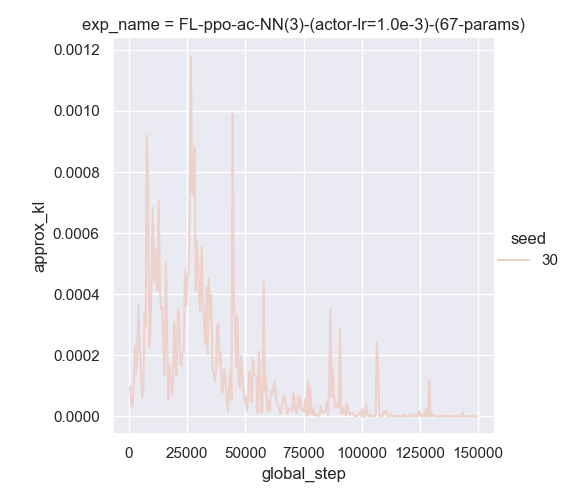 exp_name = FL-ppo-ac-NN(3)-(actor-lr=1.0e-3)-(67-params)
0.0012
0.0010
0.0008
0.0006
0.0004
0.0002
0.0000
approx_kl
seed
30
0 25000 50000 75000 100000 125000 150000
global_step